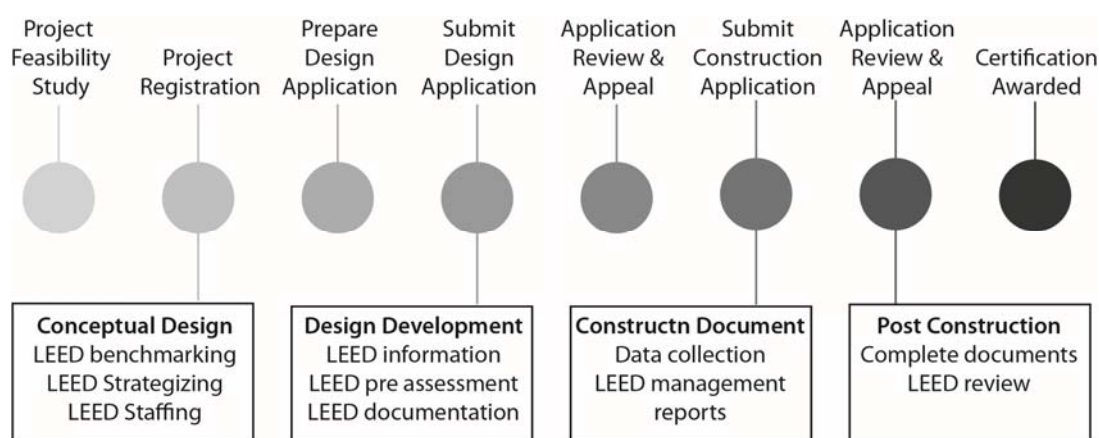 Project
Feasibility
Study
Project
Registration
Prepare
Design
Application
Submit
Design
Application
Application
Review &
Appeal
Submit
Construction
Application
Application
Review &
Appeal
Certification
Awarded
Conceptual Design
LEED benchmarking
LEED Strategizing
LEED Staffing
Design Development
LEED information
LEED pre assessment
LEED documentation
Constructn Document
Data collection
LEED management
reports
Post Construction
Complete documents
LEED review